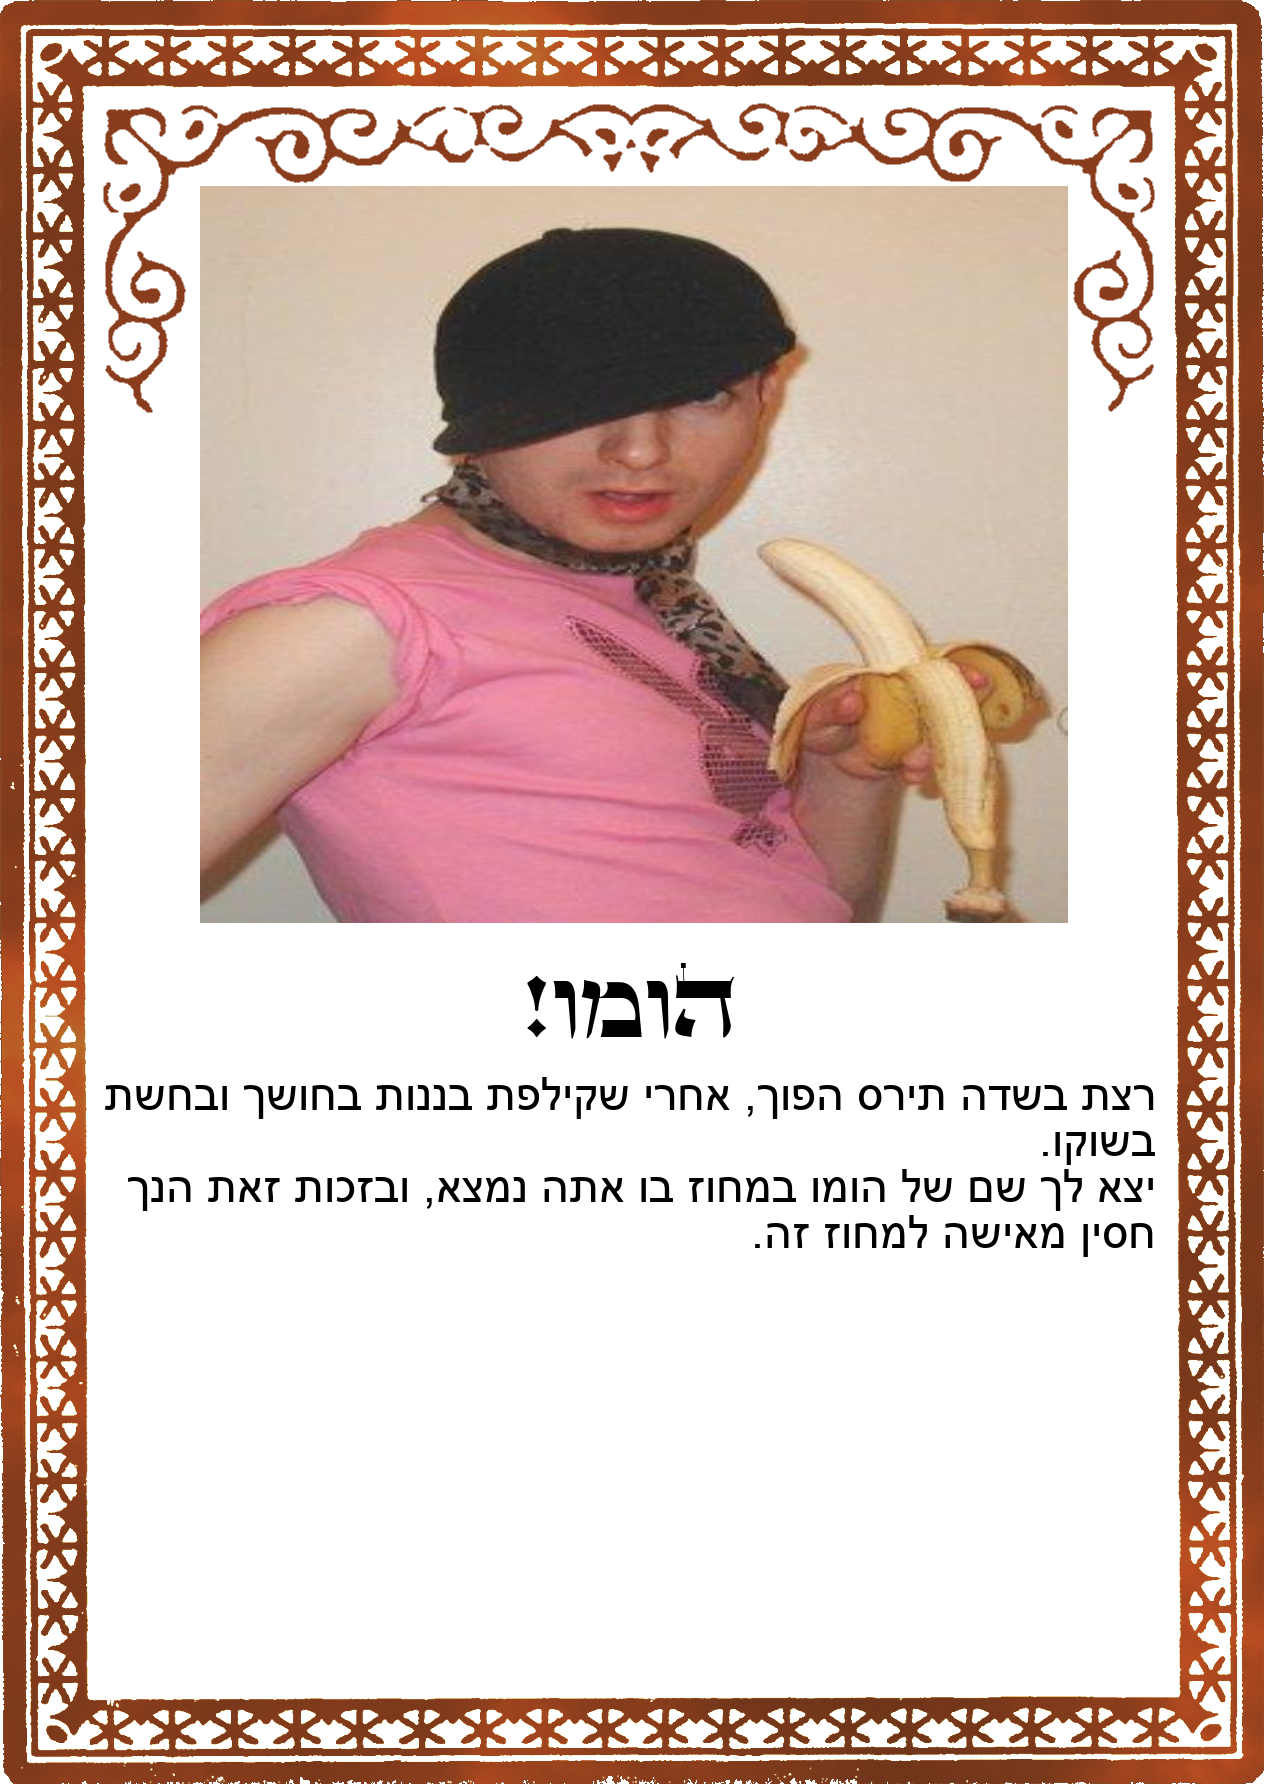 הומו!
רצת בשדה תירס הפוך, אחרי שקילפת בננות בחושך ובחשת
בשוקו.
יצא לך שם של הומו במחוז בו אתה נמצא, ובזכות זאת הנך
חסין מאישה למחוז זה.